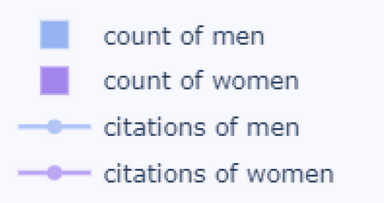 count of men
count of women
citations of men
citations of women